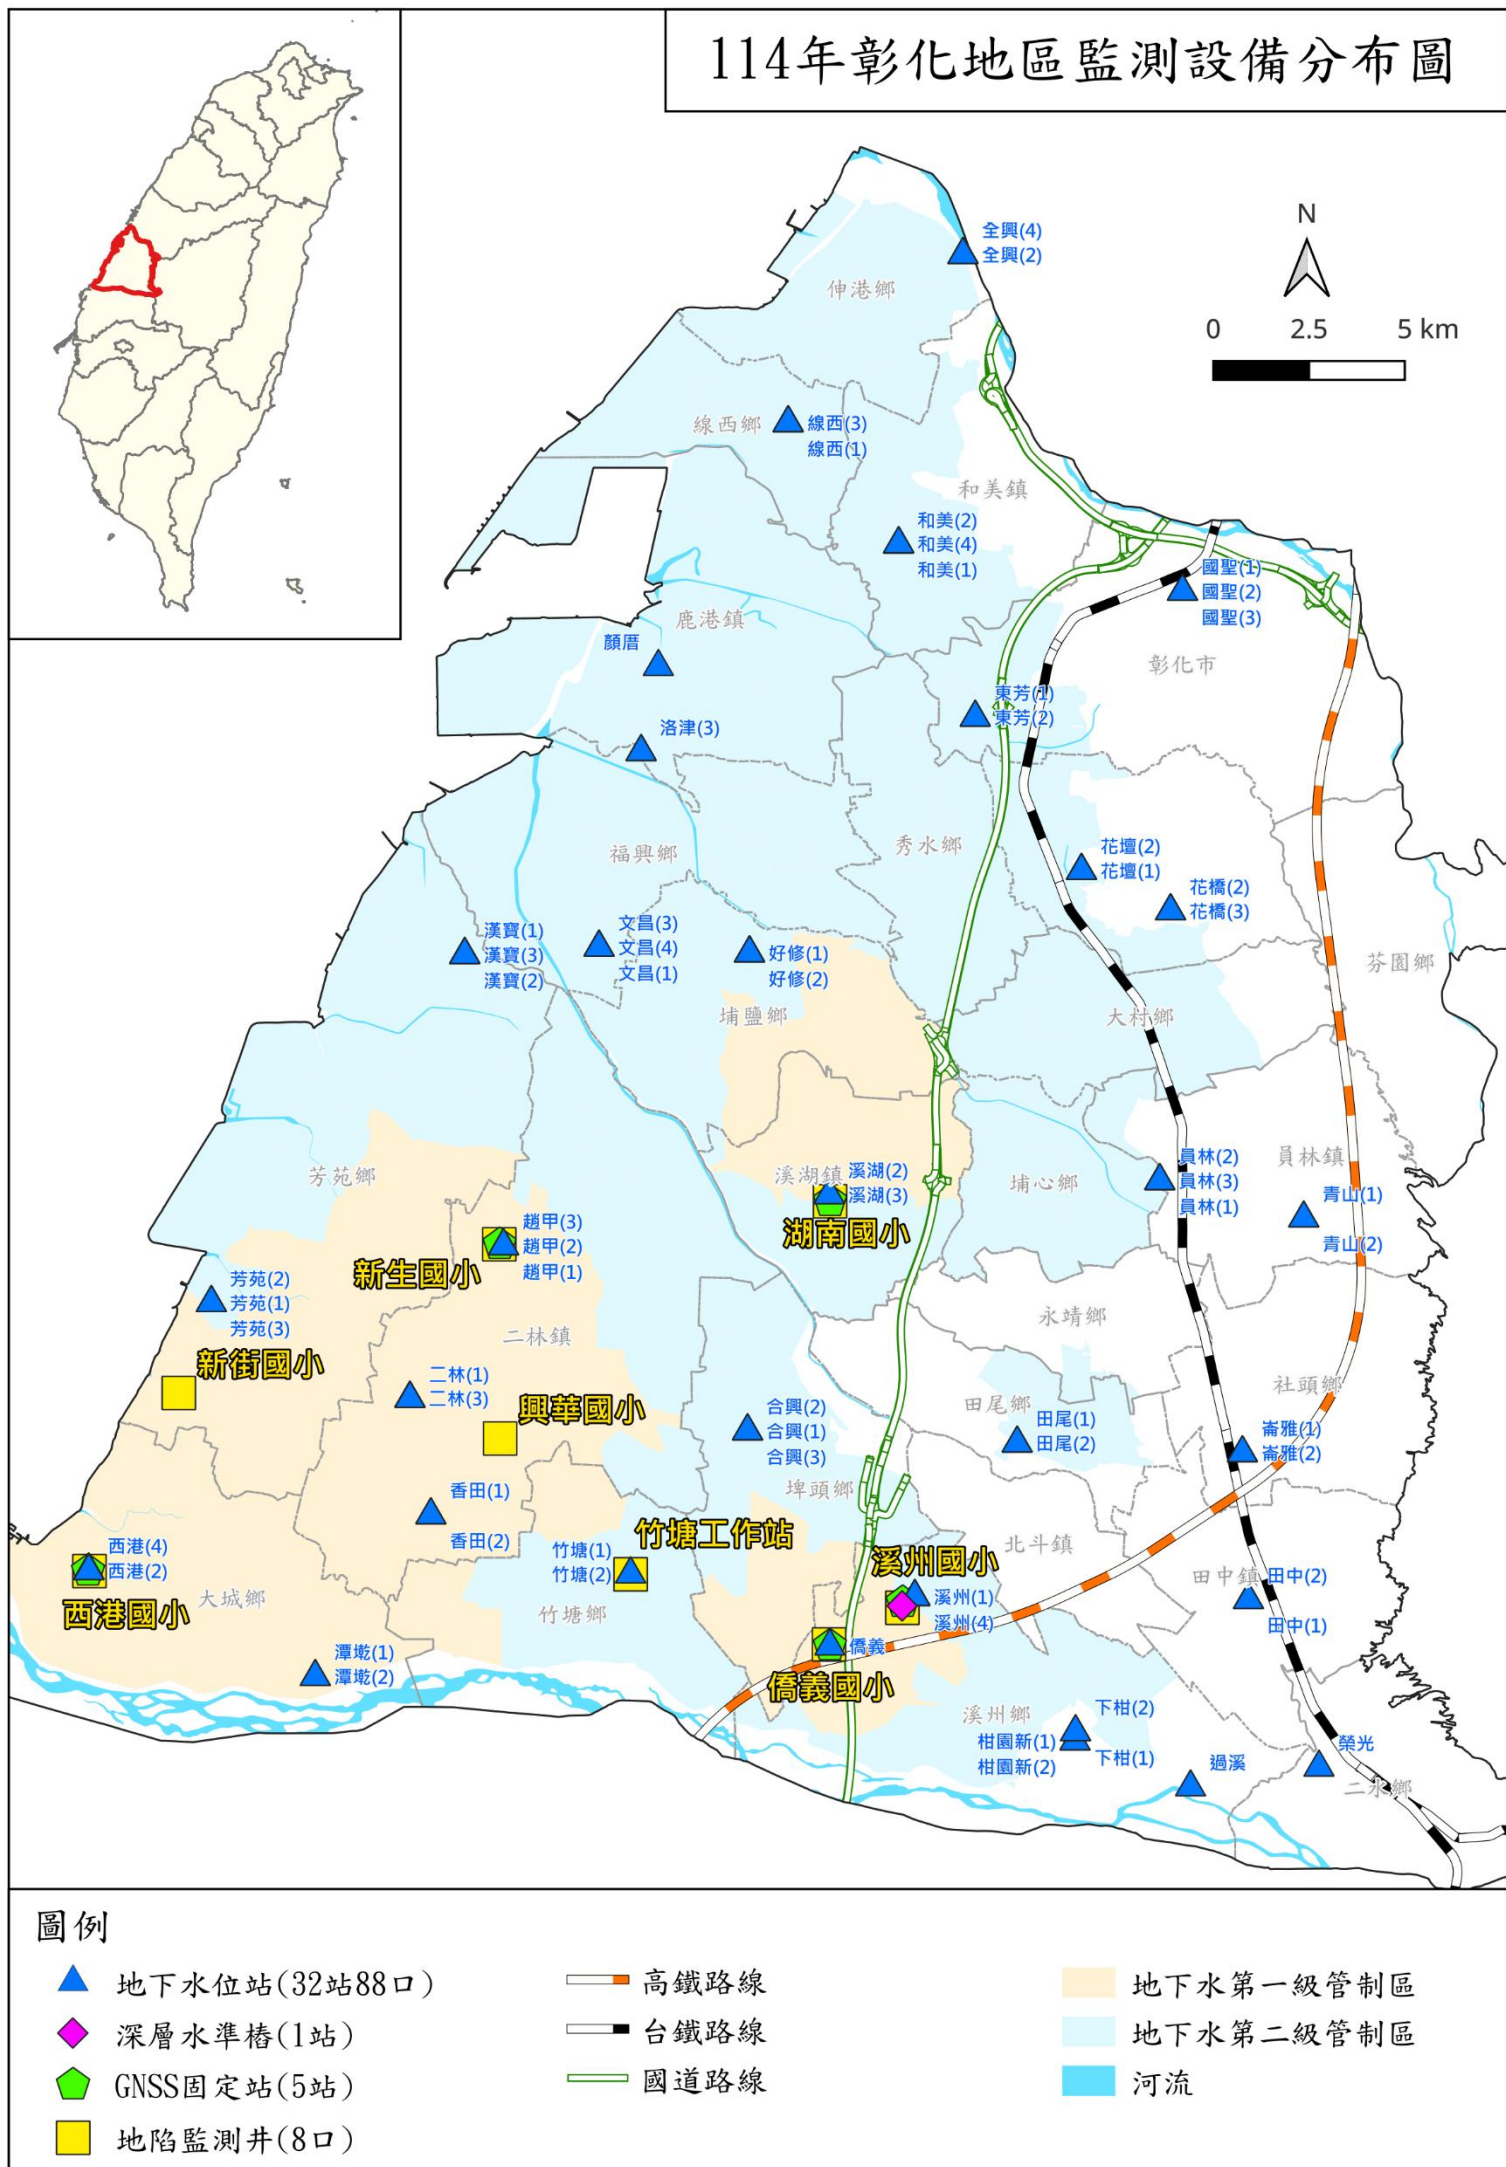 114年彰化地區監測設備分布圖
N
0 2.5 5 km
全興(4)
全興(2)
伸港鄉
線西鄉
線西(3)
線西(1)
和美鎮
和美(2)
和美(4)
和美(1)
國聖(1)
國聖(2)
國聖(3)
鹿港鎮
顏厝
彰化市
東芳(1)
東芳(2)
洛津(3)
福興鄉
秀水鄉
花壇(2)
花壇(1)
花橋(2)
花橋(3)
漢寶(1)
漢寶(3)
漢寶(2)
文昌(3)
文昌(4)
文昌(1)
好修(1)
好修(2)
芬園鄉
埔鹽鄉
大村鄉
芳苑鄉
溪湖鎮
溪湖(2)
溪湖(3)
湖南國小
埔心鄉
員林(2)
員林(3)
員林(1)
員林鎮
青山(1)
青山(2)
趙甲(3)
趙甲(2)
趙甲(1)
新生國小
芳苑(2)
芳苑(1)
芳苑(3)
新街國小
二林鎮
永靖鄉
二林(1)
二林(3)
興華國小
合興(2)
合興(1)
合興(3)
田尾鄉
田尾(1)
田尾(2)
社頭鄉
崙雅(1)
崙雅(2)
埤頭鄉
香田(1)
香田(2)
竹塘工作站
竹塘(1)
竹塘(2)
竹塘鄉
溪州國小
溪州(1)
溪州(4)
北斗鎮
田中鎮
田中(2)
田中(1)
西港(4)
西港(2)
西港國小
大城鄉
潭墘(1)
潭墘(2)
僑義
僑義國小
溪州鄉
下柑(2)
柑園新(1)
柑園新(2)
下柑(1)
過溪
榮光
二水鄉
圖例
地下水位站(32站88口)
深層水準樁(1站)
GNSS固定站(5站)
地陷監測井(8口)
高鐵路線
台鐵路線
國道路線
地下水第一級管制區
地下水第二級管制區
河流